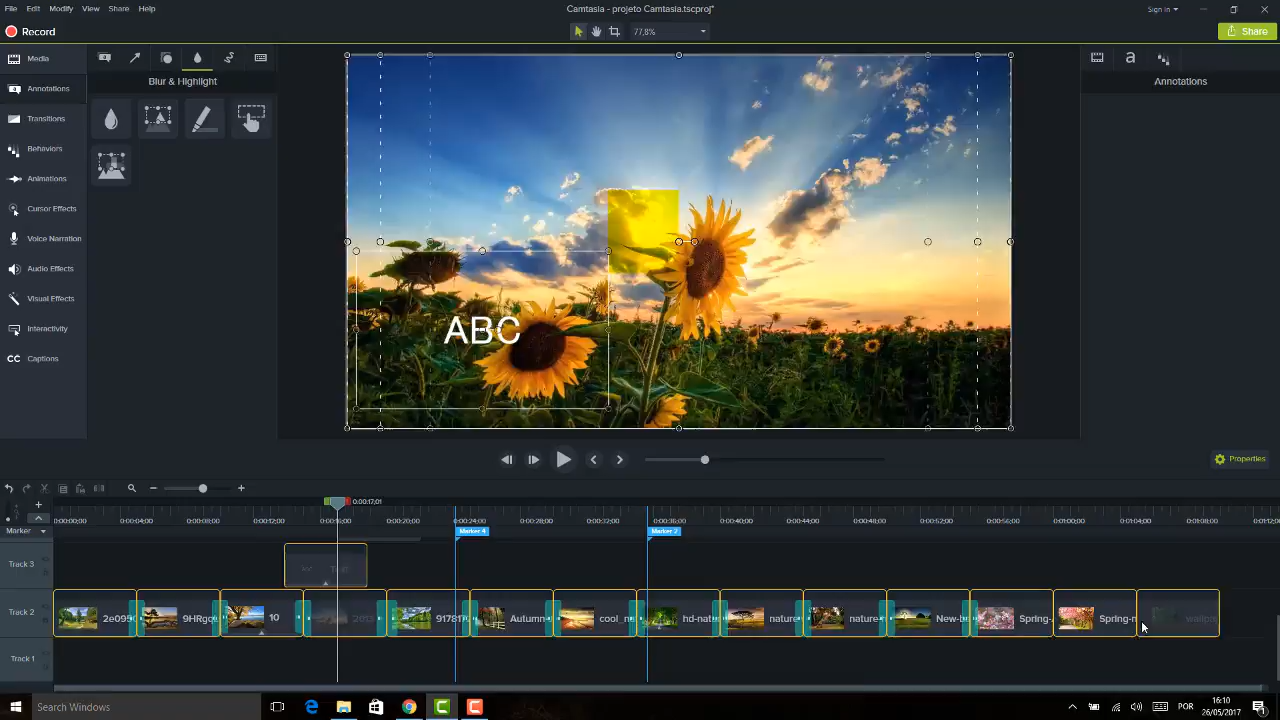 Camtasia - projeto Camtasia.tscproj*
File Edit Modify View Share Help
Sign in
Record
77,8%
Share
Media
Annotations
Transitions
Behaviors
Animations
Cursor Effects
Voice Narration
Audio Effects
Visual Effects
Interactivity
CC Captions
Blur & Highlight
a
Annotations
ABC
Properties
0:00:17;01
Marker
0:00:00;00 0:00:04;00 0:00:08;00 0:00:12;00 0:00:16;00 0:00:20;00 0:00:24;00 0:00:28;00 0:00:32;00 0:00:36;00 0:00:40;00 0:00:44;00 0:00:48;00 0:00:52;00 0:00:56;00 0:01:00;00 0:01:04;00 0:01:08;00
Marker 4 Marker 2
Track 3
Track 2
10 Autumn nature Spring-
Track 1
Search Windows
POR
16:10
26/05/2017